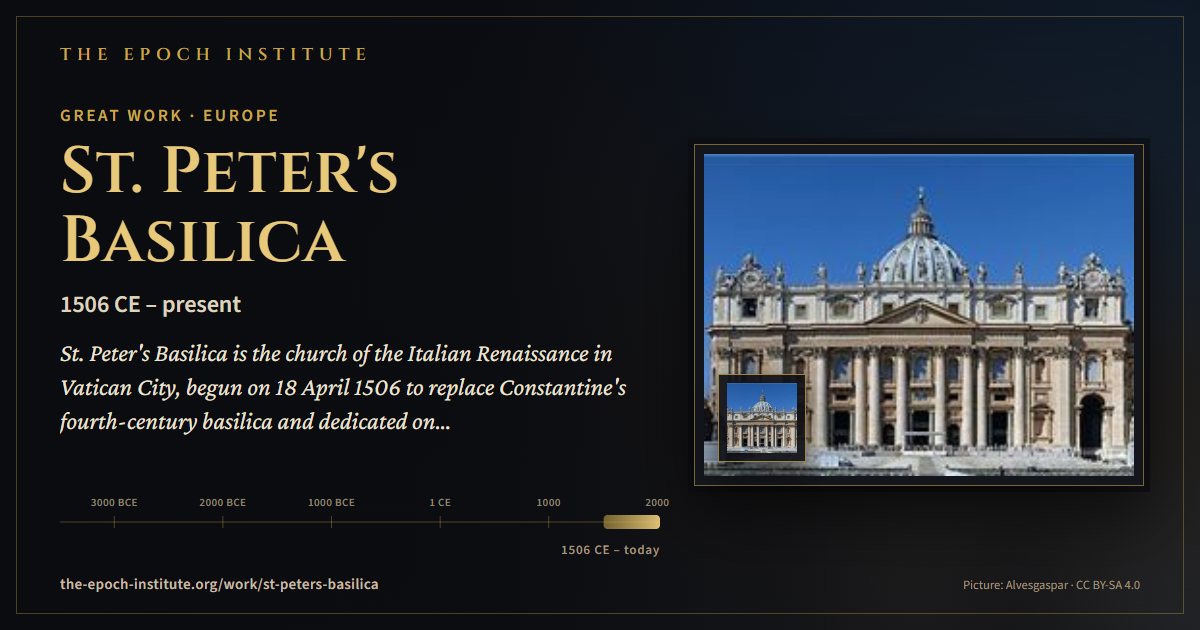 THE EPOCH INSTITUTE
GREAT WORK · EUROPE
ST. PETER'S
BASILICA
1506 CE – present
St. Peter's Basilica is the church of the Italian Renaissance in
Vatican City, begun on 18 April 1506 to replace Constantine's
fourth-century basilica and dedicated on...
3000 BCE 2000 BCE 1000 BCE 1 CE 1000 2000
1506 CE – today
the-epoch-institute.org/work/st-peters-basilica
Picture: Alvesgaspar · CC BY-SA 4.0